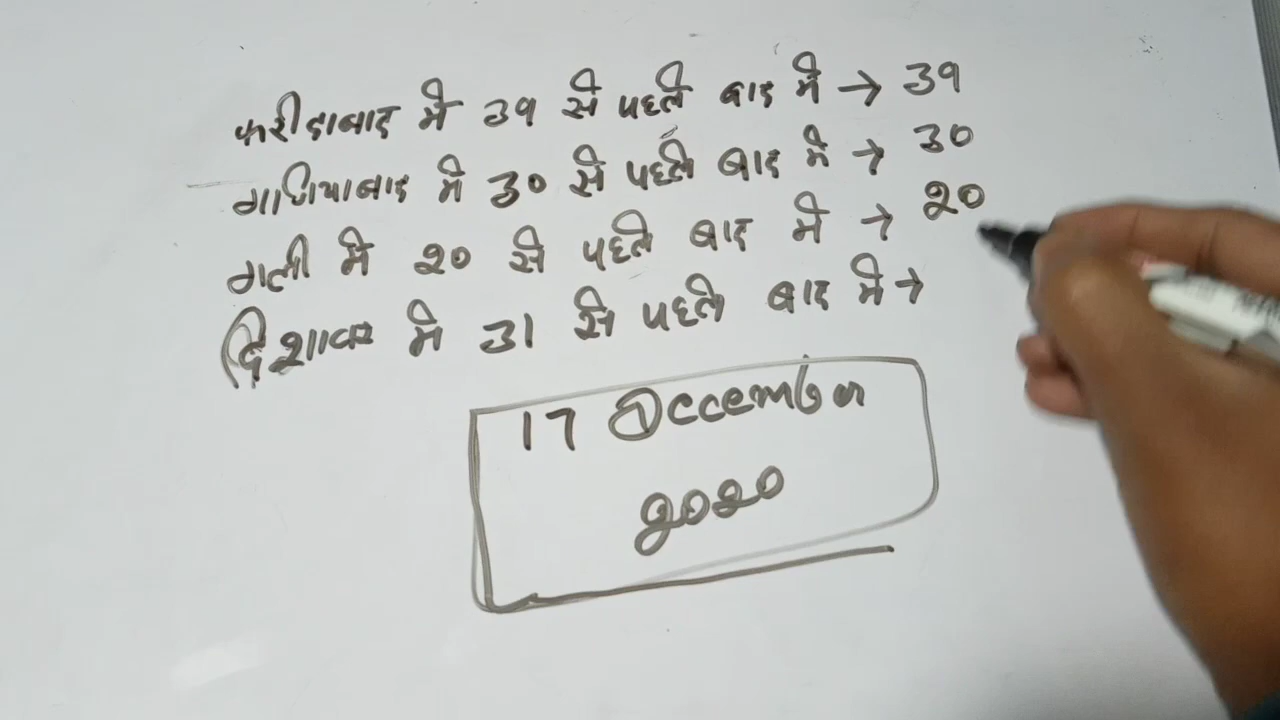 फरीदाबाद में 39 से पहले बाद में → 39
गाजियाबाद में 30 से पहले बाद में → 30
गली में 20 से पहले बाद में → 20
दिशावर में 31 से पहले बाद में →
17 December
2020